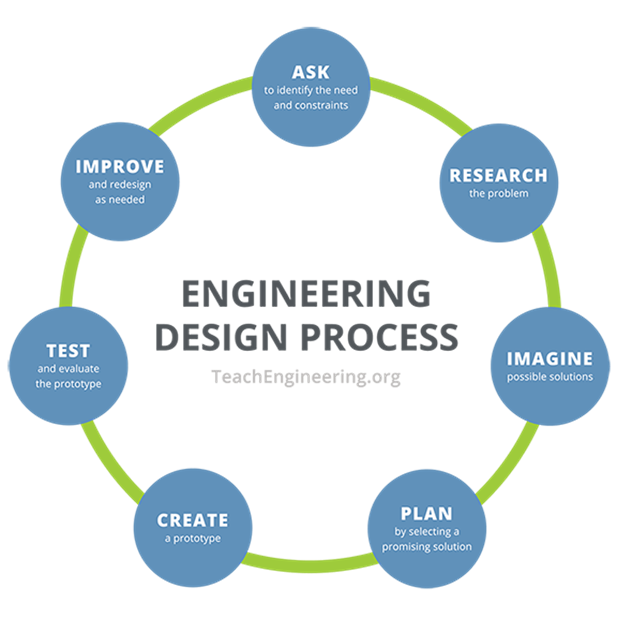 ASK
to identify the need
and constraints
RESEARCH
the problem
IMAGINE
possible solutions
PLAN
by selecting a
promising solution
CREATE
a prototype
TEST
and evaluate
the prototype
IMPROVE
and redesign
as needed
ENGINEERING
DESIGN PROCESS
TeachEngineering.org